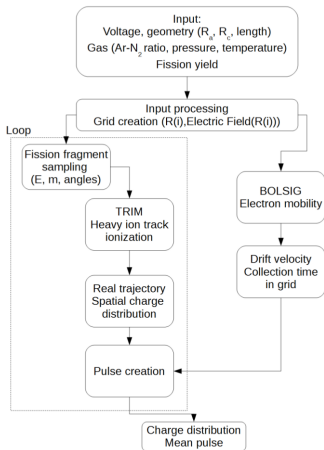 Input:
Voltage, geometry (Rₐ, R꜀, length)
Gas (Ar-N₂ ratio, pressure, temperature)
Fission yield
Input processing
Grid creation (R(i),Electric Field(R(i)))
Loop
Fission fragment
sampling
(E, m, angles)
TRIM
Heavy ion track
ionization
Real trajectory
Spatial charge
distribution
Pulse creation
BOLSIG
Electron mobility
Drift velocity
Collection time
in grid
Charge distribution
Mean pulse